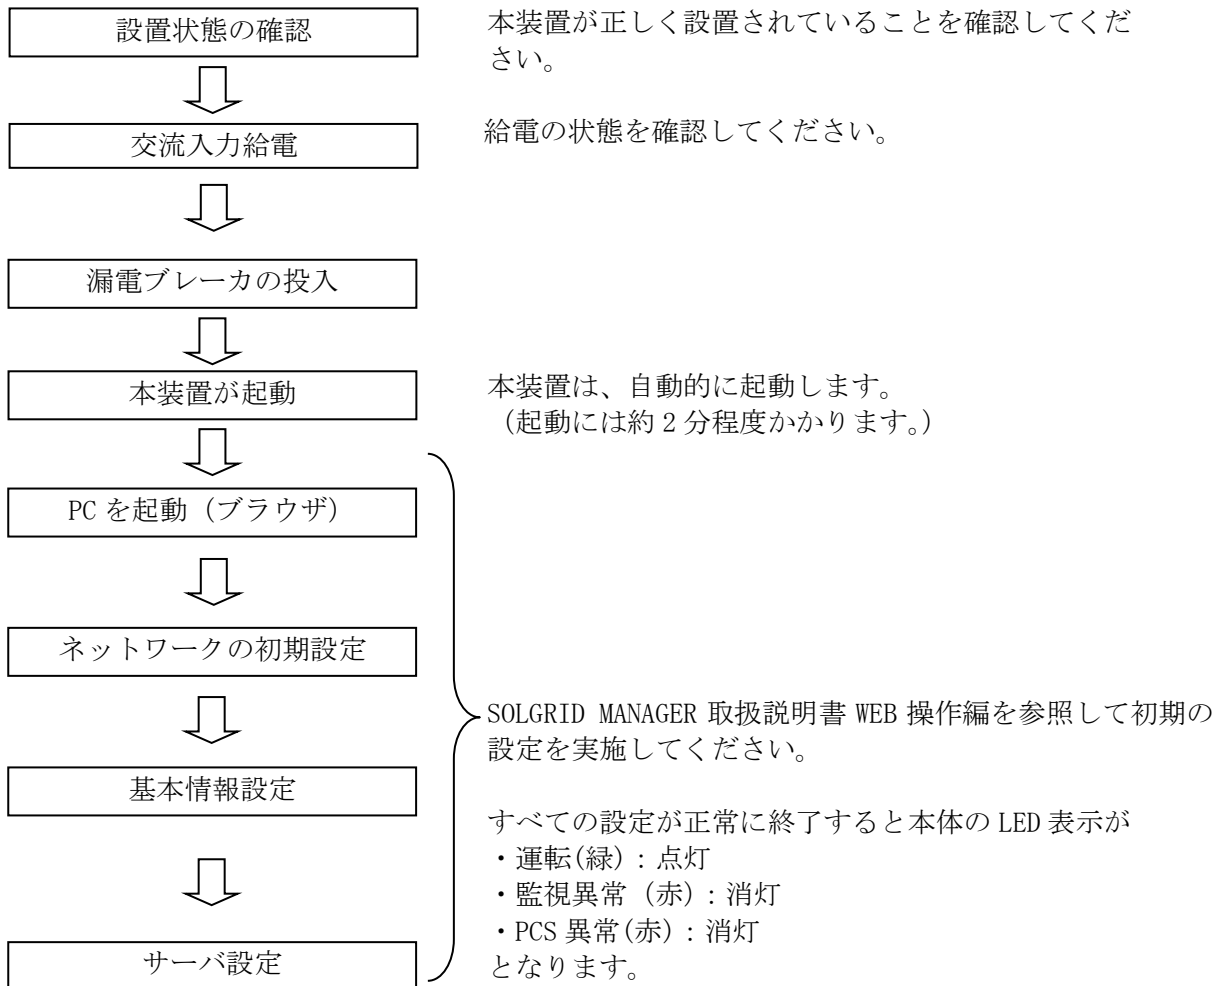 設置状態の確認
本装置が正しく設置されていることを確認してくだ
さい。
交流入力給電
給電の状態を確認してください。
漏電ブレーカの投入
本装置が起動
本装置は、自動的に起動します。
（起動には約２分程度かかります。）
PC を起動（ブラウザ）
ネットワークの初期設定
SOLGRID MANAGER 取扱説明書 WEB 操作編を参照して初期の
設定を実施してください。
基本情報設定
すべての設定が正常に終了すると本体の LED 表示が
・運転(緑)：点灯
・監視異常（赤)：消灯
・PCS 異常(赤)：消灯
となります。
サーバ設定